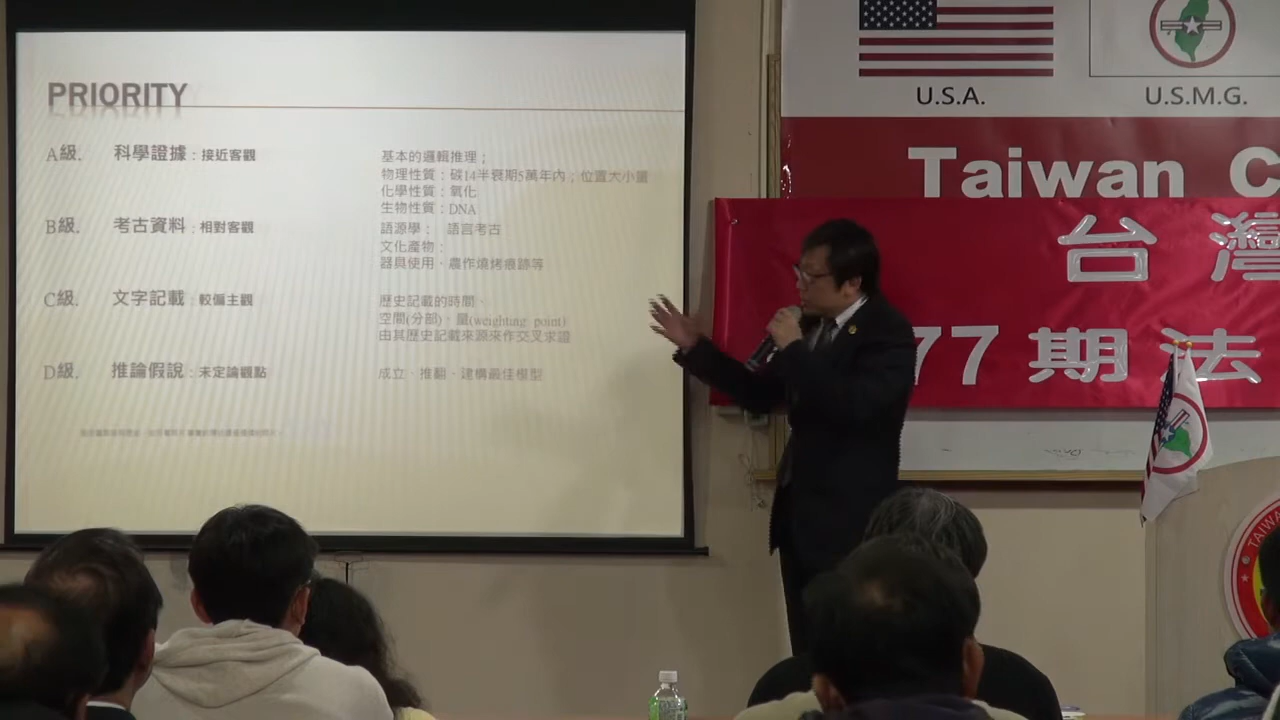 PRIORITY
A級. 科學證據：接近客觀
基本的邏輯推理；
物理性質：碳14半衰期5萬年內；位置大小量
化學性質：氧化
生物性質：DNA
B級. 考古資料：相對客觀
語源學： 語言考古
文化產物：
器具使用、農作燒烤痕跡等
C級. 文字記載：較偏主觀
歷史記載的時間、
空間(分部)、量(weighting point)
由其歷史記載來源來作交叉求證
D級. 推論假說：未定論觀點
成立、推翻、建構最佳模型
U.S.A.
U.S.M.G.
Taiwan C
台灣
77期法
TAIWA